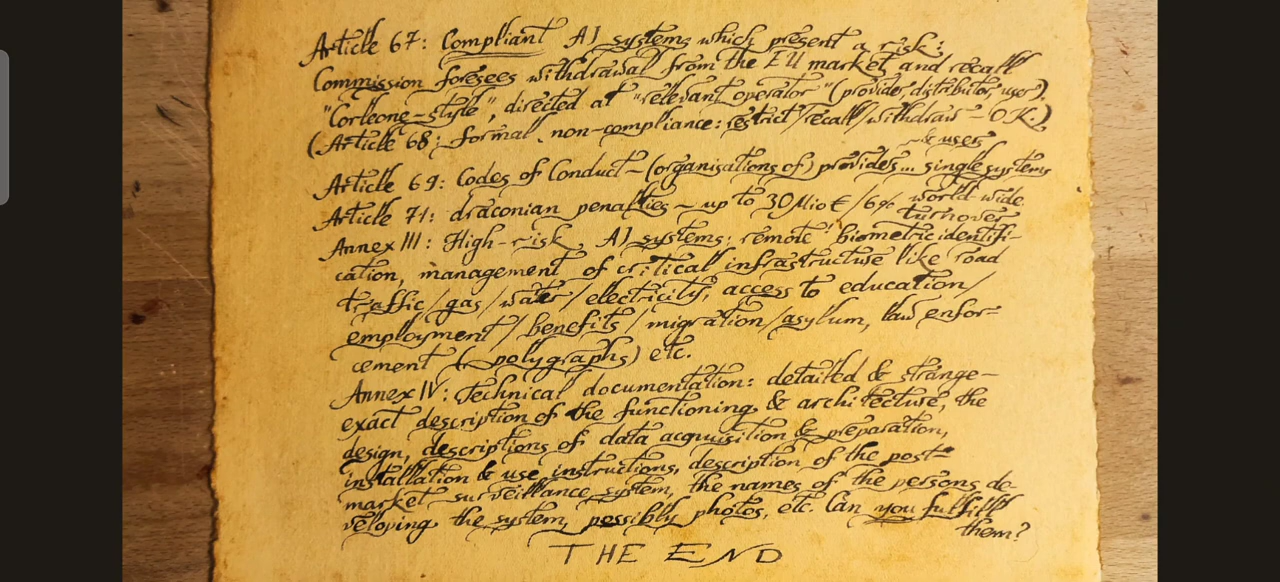 Article 67: Compliant AI systems which present a risk:
Commission foresees withdrawal from the EU market and recall
"Corleone-style", directed at "relevant operator" (provider, distributor, user).
(Article 68: formal non-compliance: restrict/recall/withdraw - O.K.)
& user
Article 69: Codes of Conduct - (organisations of) provides... single systems
Article 71: draconian penalties - up to 30 Mio € / 6% world-wide
turnover
Annex III: High-risk AI systems: remote biometric identifi-
cation, management of critical infrastructure like road
traffic/gas/water/electricity, access to education/
employment/benefits/migration/asylum, law enfor-
cement (polygraphs) etc.
Annex IV: Technical documentation: detailed & strange-
exact description of the functioning & architecture, the
design, descriptions of data acquisition & preparation,
installation & use instructions, description of the post-
market surveillance system, the names of the persons de-
veloping the system, possibly photos, etc. Can you fulfill
them?
THE END